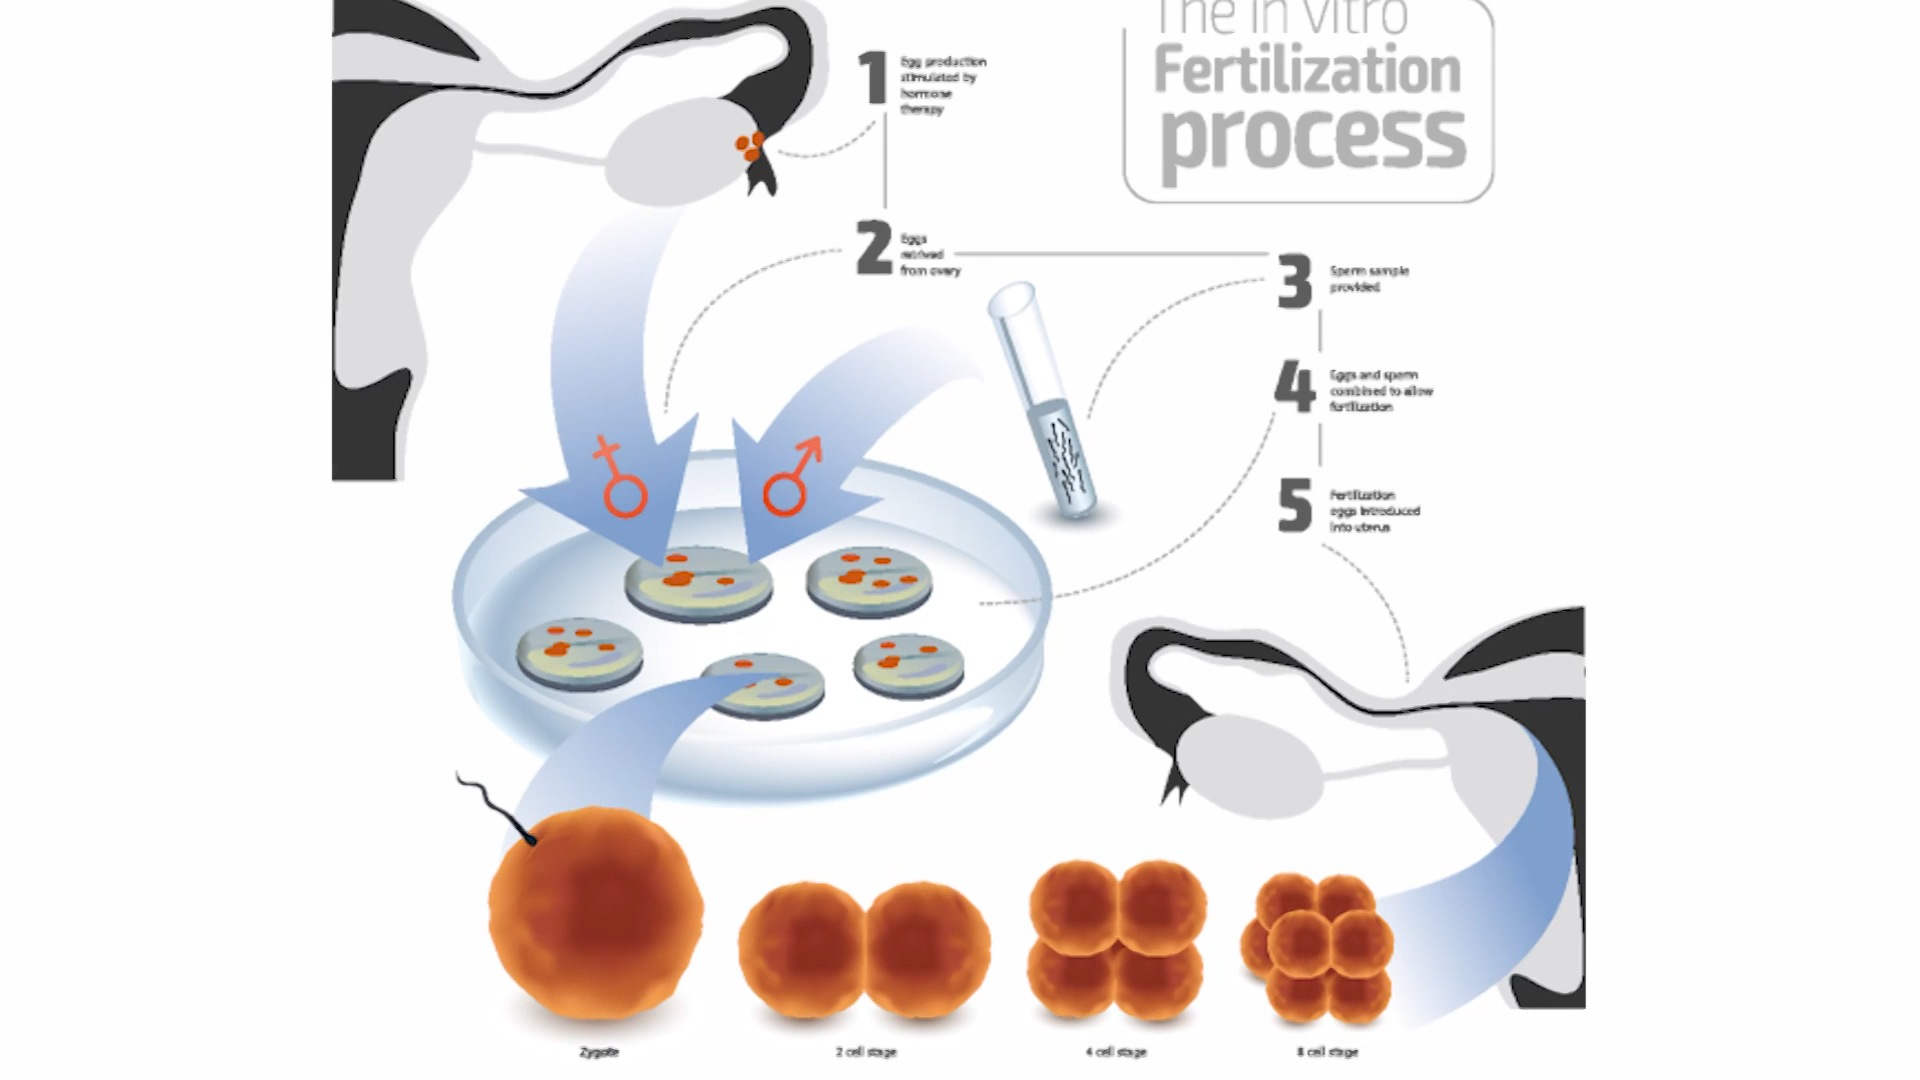 The in vitro
Fertilization
process
1
Egg production
stimulated by
hormone
therapy
2
Eggs
retrived
from ovary
3
Sperm sample
provided
4
Eggs and sperm
combined to allow
fertilization
5
Fertilization
eggs introduced
into uterus
Zygote
2 cell stage
4 cell stage
8 cell stage